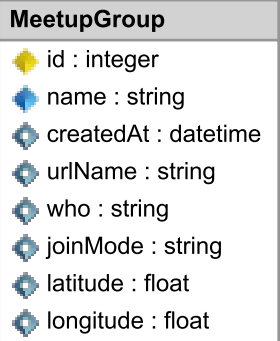 MeetupGroup
id : integer
name : string
createdAt : datetime
urlName : string
who : string
joinMode : string
latitude : float
longitude : float